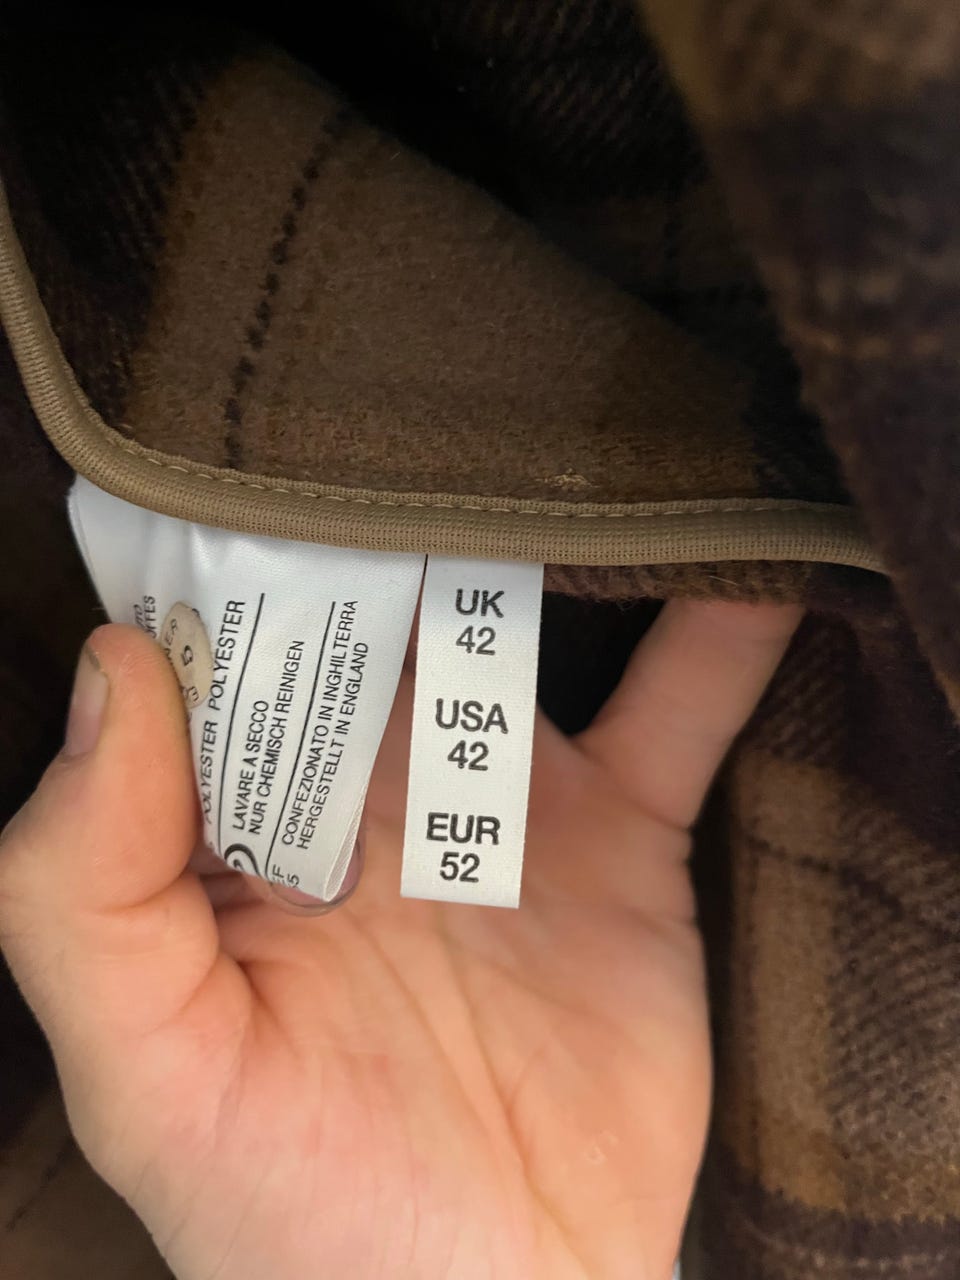 POLYESTER POLYESTER
LAVARE A SECCO
NUR CHEMISCH REINIGEN
CONFEZIONATO IN INGHILTERRA
HERGESTELLT IN ENGLAND
UK
42
USA
42
EUR
52